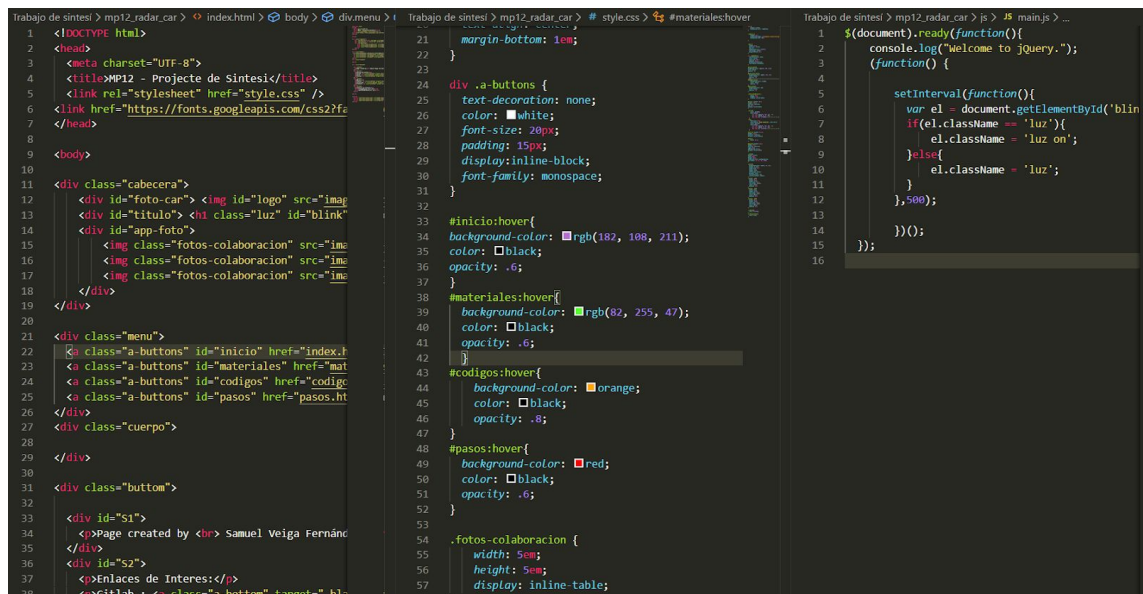 Trabajo de sintesí > mp12_radar_car > index.html > body > div.menu >
1 <!DOCTYPE html>
2 <head>
3 <meta charset="UTF-8">
4 <title>MP12 - Projecte de Sintesi</title>
5 <link rel="stylesheet" href="style.css" />
6 <link href="https://fonts.googleapis.com/css2?fa
7 </head>
8
9 <body>
10
11 <div class="cabecera">
12 <div id="foto-car"> <img id="logo" src="imag
13 <div id="titulo"> <h1 class="luz" id="blink"
14 <div id="app-foto">
15 <img class="fotos-colaboracion" src="ima
16 <img class="fotos-colaboracion" src="ima
17 <img class="fotos-colaboracion" src="ima
18 </div>
19 </div>
20
21 <div class="menu">
22 <a class="a-buttons" id="inicio" href="index.h
23 <a class="a-buttons" id="materiales" href="mat
24 <a class="a-buttons" id="codigos" href="codigo
25 <a class="a-buttons" id="pasos" href="pasos.ht
26 </div>
27 <div class="cuerpo">
28
29 </div>
30
31 <div class="buttom">
32
33 <div id="S1">
34 <p>Page created by <br> Samuel Veiga Fernánd
35 </div>
36 <div id="S2">
37 <p>Enlaces de Interes:</p>
38 <p>Gitlab : <a class="a-bottom" target="_bla
Trabajo de sintesí > mp12_radar_car > # style.css > #materiales:hover
20 text-align: center;
21 margin-bottom: 1em;
22 }
23
24 div .a-buttons {
25 text-decoration: none;
26 color: white;
27 font-size: 20px;
28 padding: 15px;
29 display:inline-block;
30 font-family: monospace;
31 }
32
33 #inicio:hover{
34 background-color: rgb(182, 108, 211);
35 color: black;
36 opacity: .6;
37 }
38 #materiales:hover{
39 background-color: rgb(82, 255, 47);
40 color: black;
41 opacity: .6;
42 }
43 #codigos:hover{
44 background-color: orange;
45 color: black;
46 opacity: .8;
47 }
48 #pasos:hover{
49 background-color: red;
50 color: black;
51 opacity: .6;
52 }
53
54 .fotos-colaboracion {
55 width: 5em;
56 height: 5em;
57 display: inline-table;
Trabajo de sintesí > mp12_radar_car > js > JS main.js > ...
1 $(document).ready(function(){
2 console.log("Welcome to jQuery.");
3 (function() {
4
5 setInterval(function(){
6 var el = document.getElementById('blin
7 if(el.className == 'luz'){
8 el.className = 'luz on';
9 }else{
10 el.className = 'luz';
11 }
12 },500);
13
14 })();
15 });
16